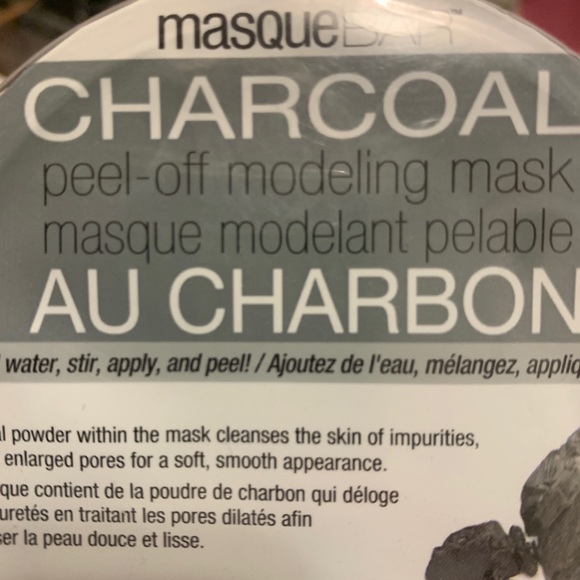 masqueBAR™
CHARCOAL
peel-off modeling mask
masque modelant pelable
AU CHARBON
water, stir, apply, and peel! / Ajoutez de l'eau, mélangez, appliq
l powder within the mask cleanses the skin of impurities,
enlarged pores for a soft, smooth appearance.
que contient de la poudre de charbon qui déloge
uretés en traitant les pores dilatés afin
ser la peau douce et lisse.